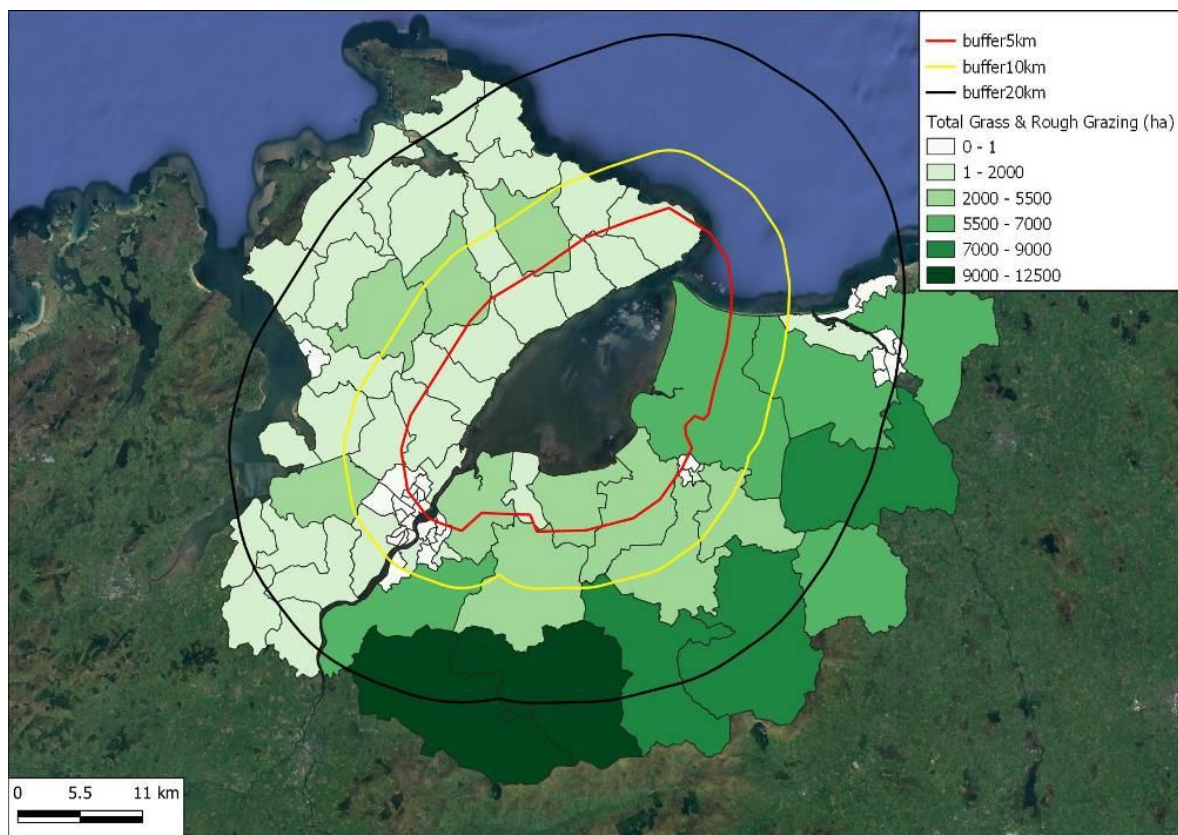 buffer5km
buffer10km
buffer20km
Total Grass & Rough Grazing (ha)
0 - 1
1 - 2000
2000 - 5500
5500 - 7000
7000 - 9000
9000 - 12500
0 5.5 11 km